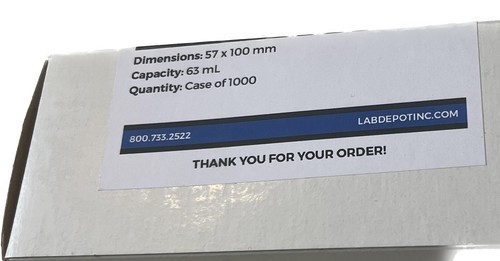 Dimensions: 57 x 100 mm
Capacity: 63 mL
Quantity: Case of 1000
800.733.2522 LABDEPOTINC.COM
THANK YOU FOR YOUR ORDER!